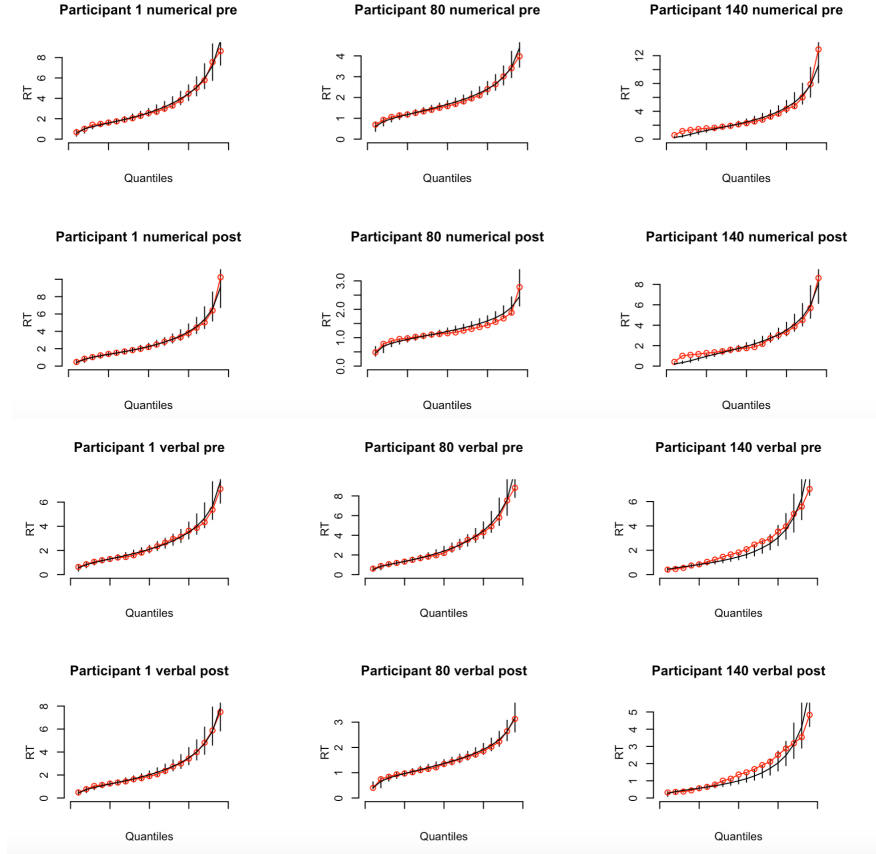 Participant 1 numerical pre
Participant 80 numerical pre
Participant 140 numerical pre
RT
0 2 4 6 8
Quantiles
RT
0 1 2 3 4
Quantiles
RT
0 4 8 12
Quantiles
Participant 1 numerical post
Participant 80 numerical post
Participant 140 numerical post
RT
0 2 4 6 8
Quantiles
RT
0.0 1.0 2.0 3.0
Quantiles
RT
0 2 4 6 8
Quantiles
Participant 1 verbal pre
Participant 80 verbal pre
Participant 140 verbal pre
RT
0 2 4 6
Quantiles
RT
0 2 4 6 8
Quantiles
RT
0 2 4 6
Quantiles
Participant 1 verbal post
Participant 80 verbal post
Participant 140 verbal post
RT
0 2 4 6 8
Quantiles
RT
0 1 2 3
Quantiles
RT
0 1 2 3 4 5
Quantiles